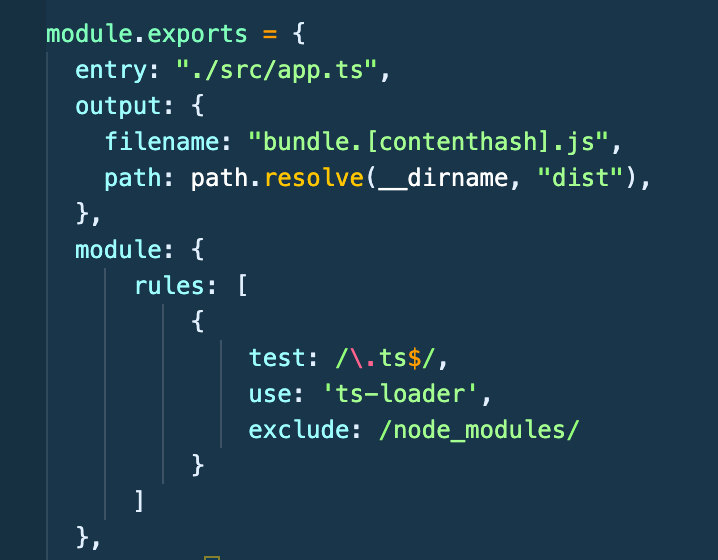 module.exports = {
entry: "./src/app.ts",
output: {
filename: "bundle.[contenthash].js",
path: path.resolve(__dirname, "dist"),
},
module: {
rules: [
{
test: /\.ts$/,
use: 'ts-loader',
exclude: /node_modules/
}
]
},